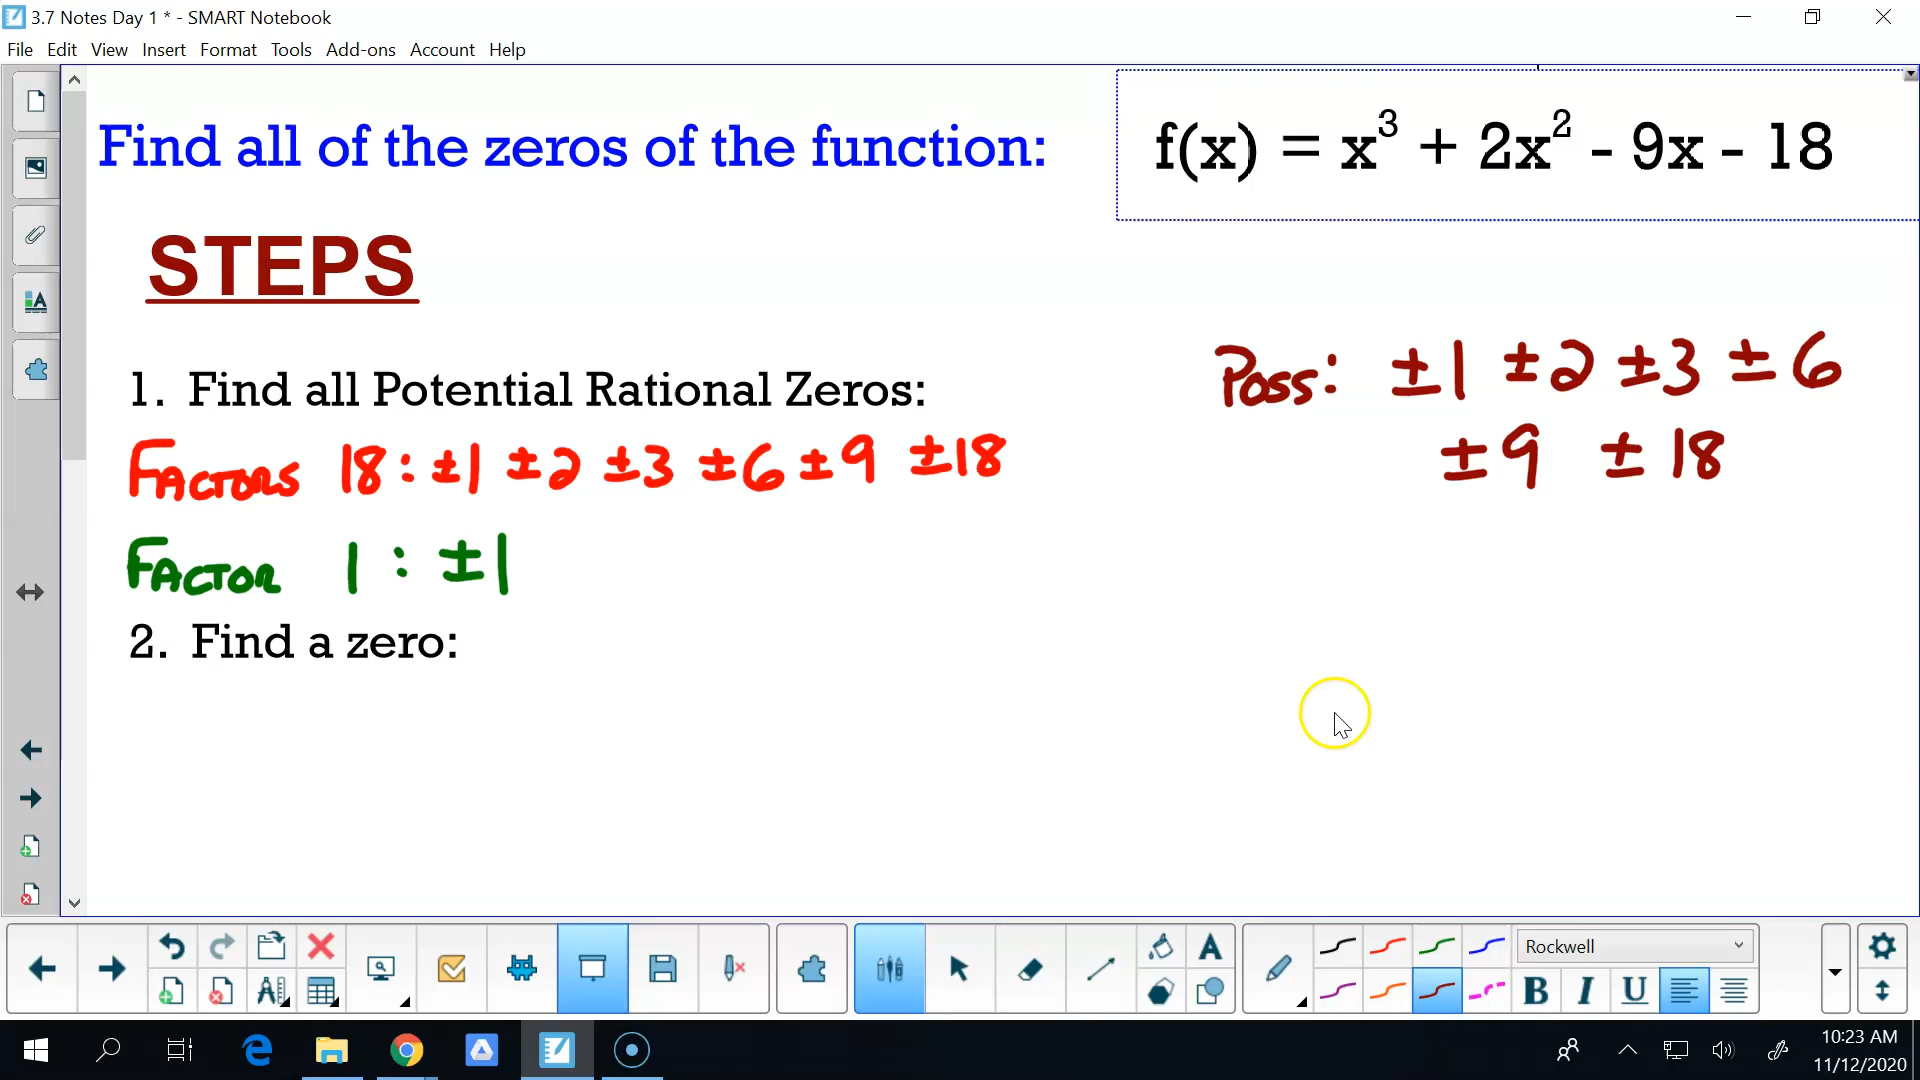 3.7 Notes Day 1 * - SMART Notebook
File Edit View Insert Format Tools Add-ons Account Help
Find all of the zeros of the function:
f(x) = x³ + 2x² - 9x - 18
STEPS
1. Find all Potential Rational Zeros:
Poss: ±1 ±2 ±3 ±6
±9 ±18
FACTORS 18: ±1 ±2 ±3 ±6 ±9 ±18
FACTOR 1 : ±1
2. Find a zero:
Rockwell
B I U
10:23 AM
11/12/2020